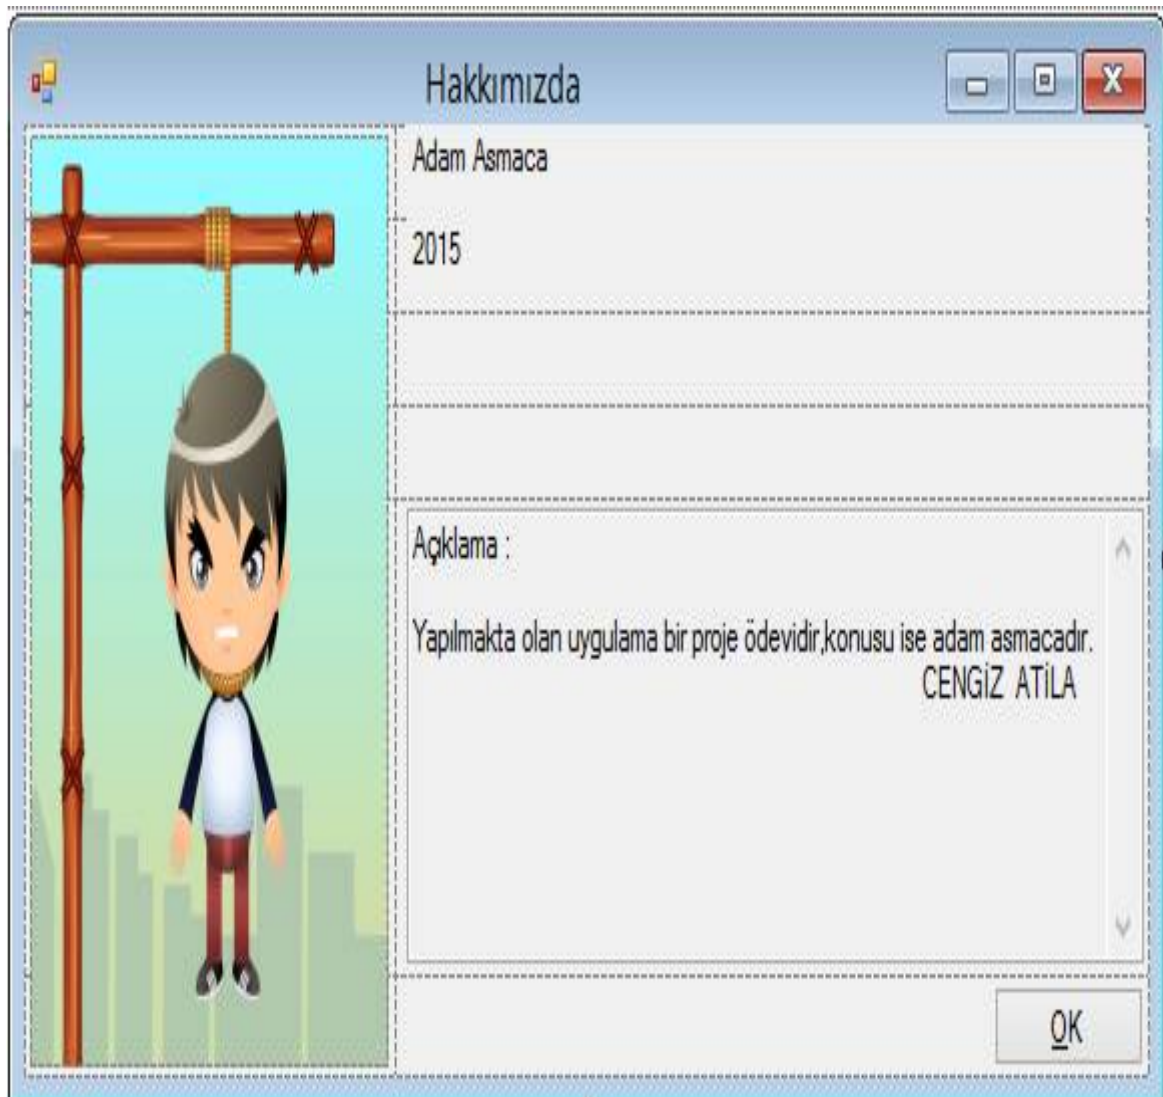 Hakkımızda
Adam Asmaca
2015
Açıklama :
Yapılmakta olan uygulama bir proje ödevidir,konusu ise adam asmacadır.
CENGİZ ATİLA
OK